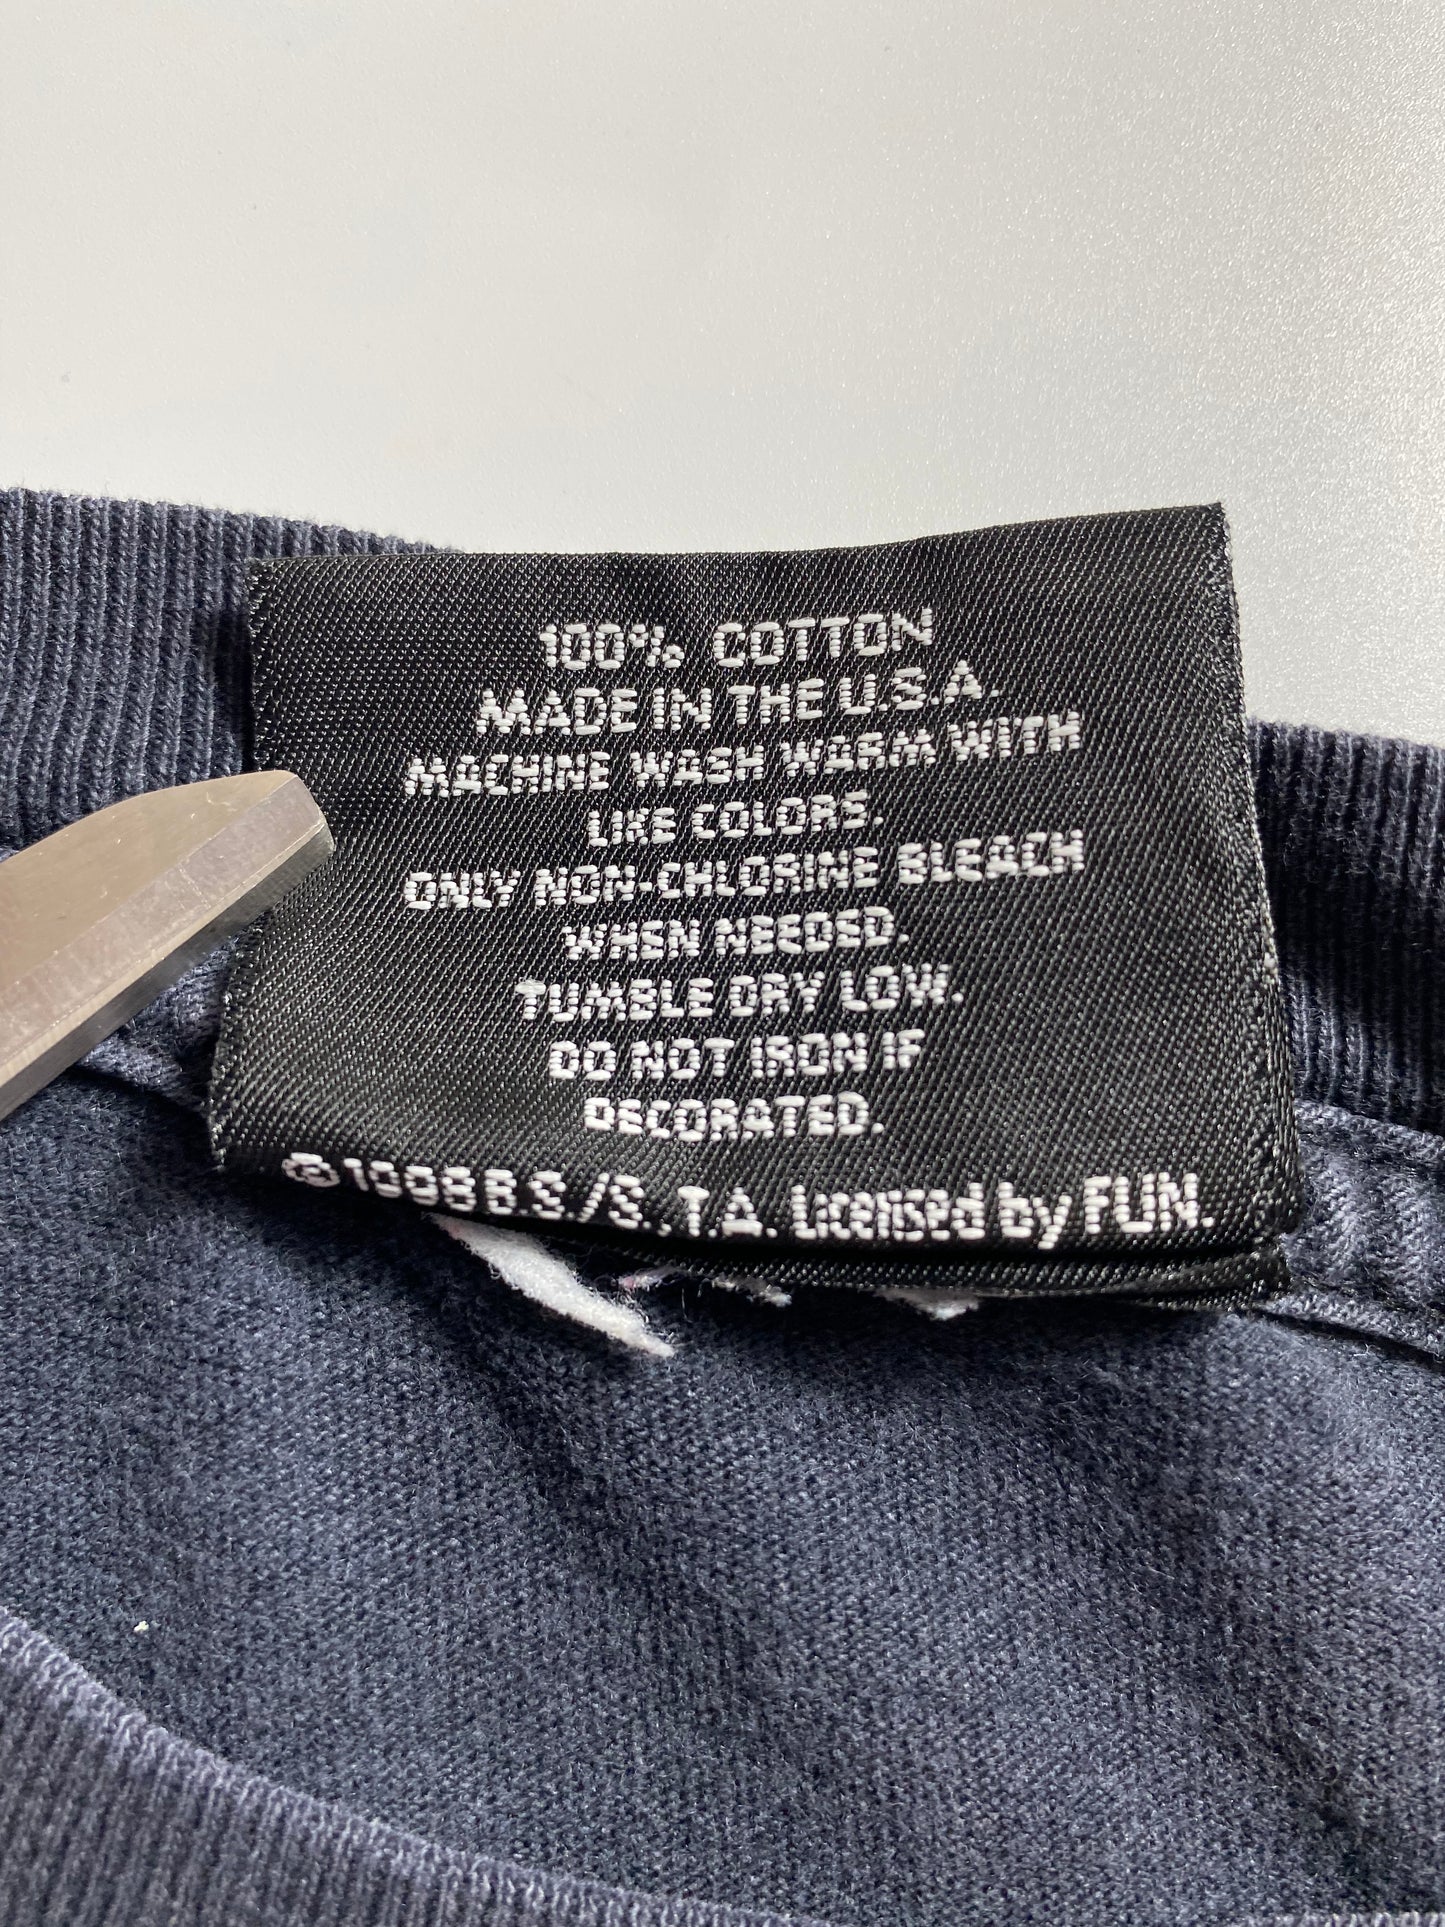 100% COTTON
MADE IN THE U.S.A.
MACHINE WASH WARM WITH
LIKE COLORS.
ONLY NON-CHLORINE BLEACH
WHEN NEEDED.
TUMBLE DRY LOW.
DO NOT IRON IF
DECORATED.
© B.S./S.,T.A. Licensed by FUN.